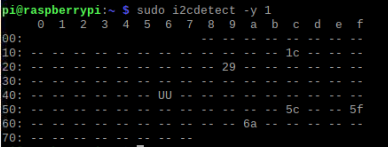 pi@raspberrypi:~ $ sudo i2cdetect -y 1
     0  1  2  3  4  5  6  7  8  9  a  b  c  d  e  f
00:                         -- -- -- -- -- -- -- --
10: -- -- -- -- -- -- -- -- -- -- -- -- 1c -- -- --
20: -- -- -- -- -- -- -- -- -- 29 -- -- -- -- -- --
30: -- -- -- -- -- -- -- -- -- -- -- -- -- -- -- --
40: -- -- -- -- -- -- UU -- -- -- -- -- -- -- -- --
50: -- -- -- -- -- -- -- -- -- -- -- -- 5c -- -- 5f
60: -- -- -- -- -- -- -- -- -- -- 6a -- -- -- -- --
70: -- -- -- -- -- -- -- --